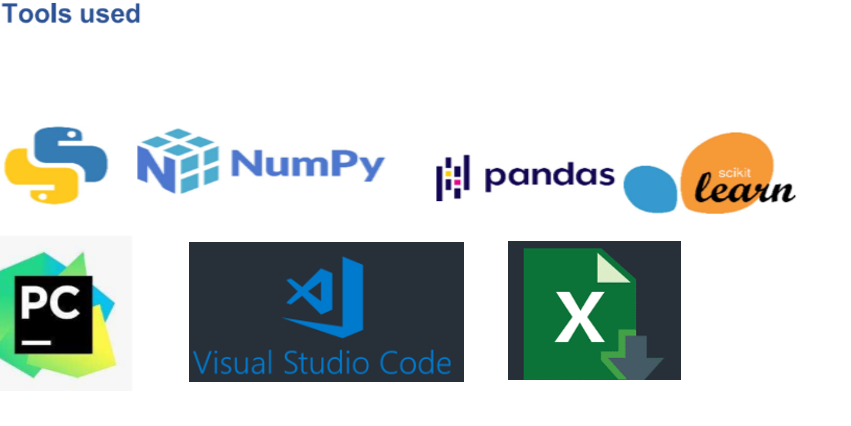 Tools used
NumPy
pandas
scikit
learn
PC
Visual Studio Code
X